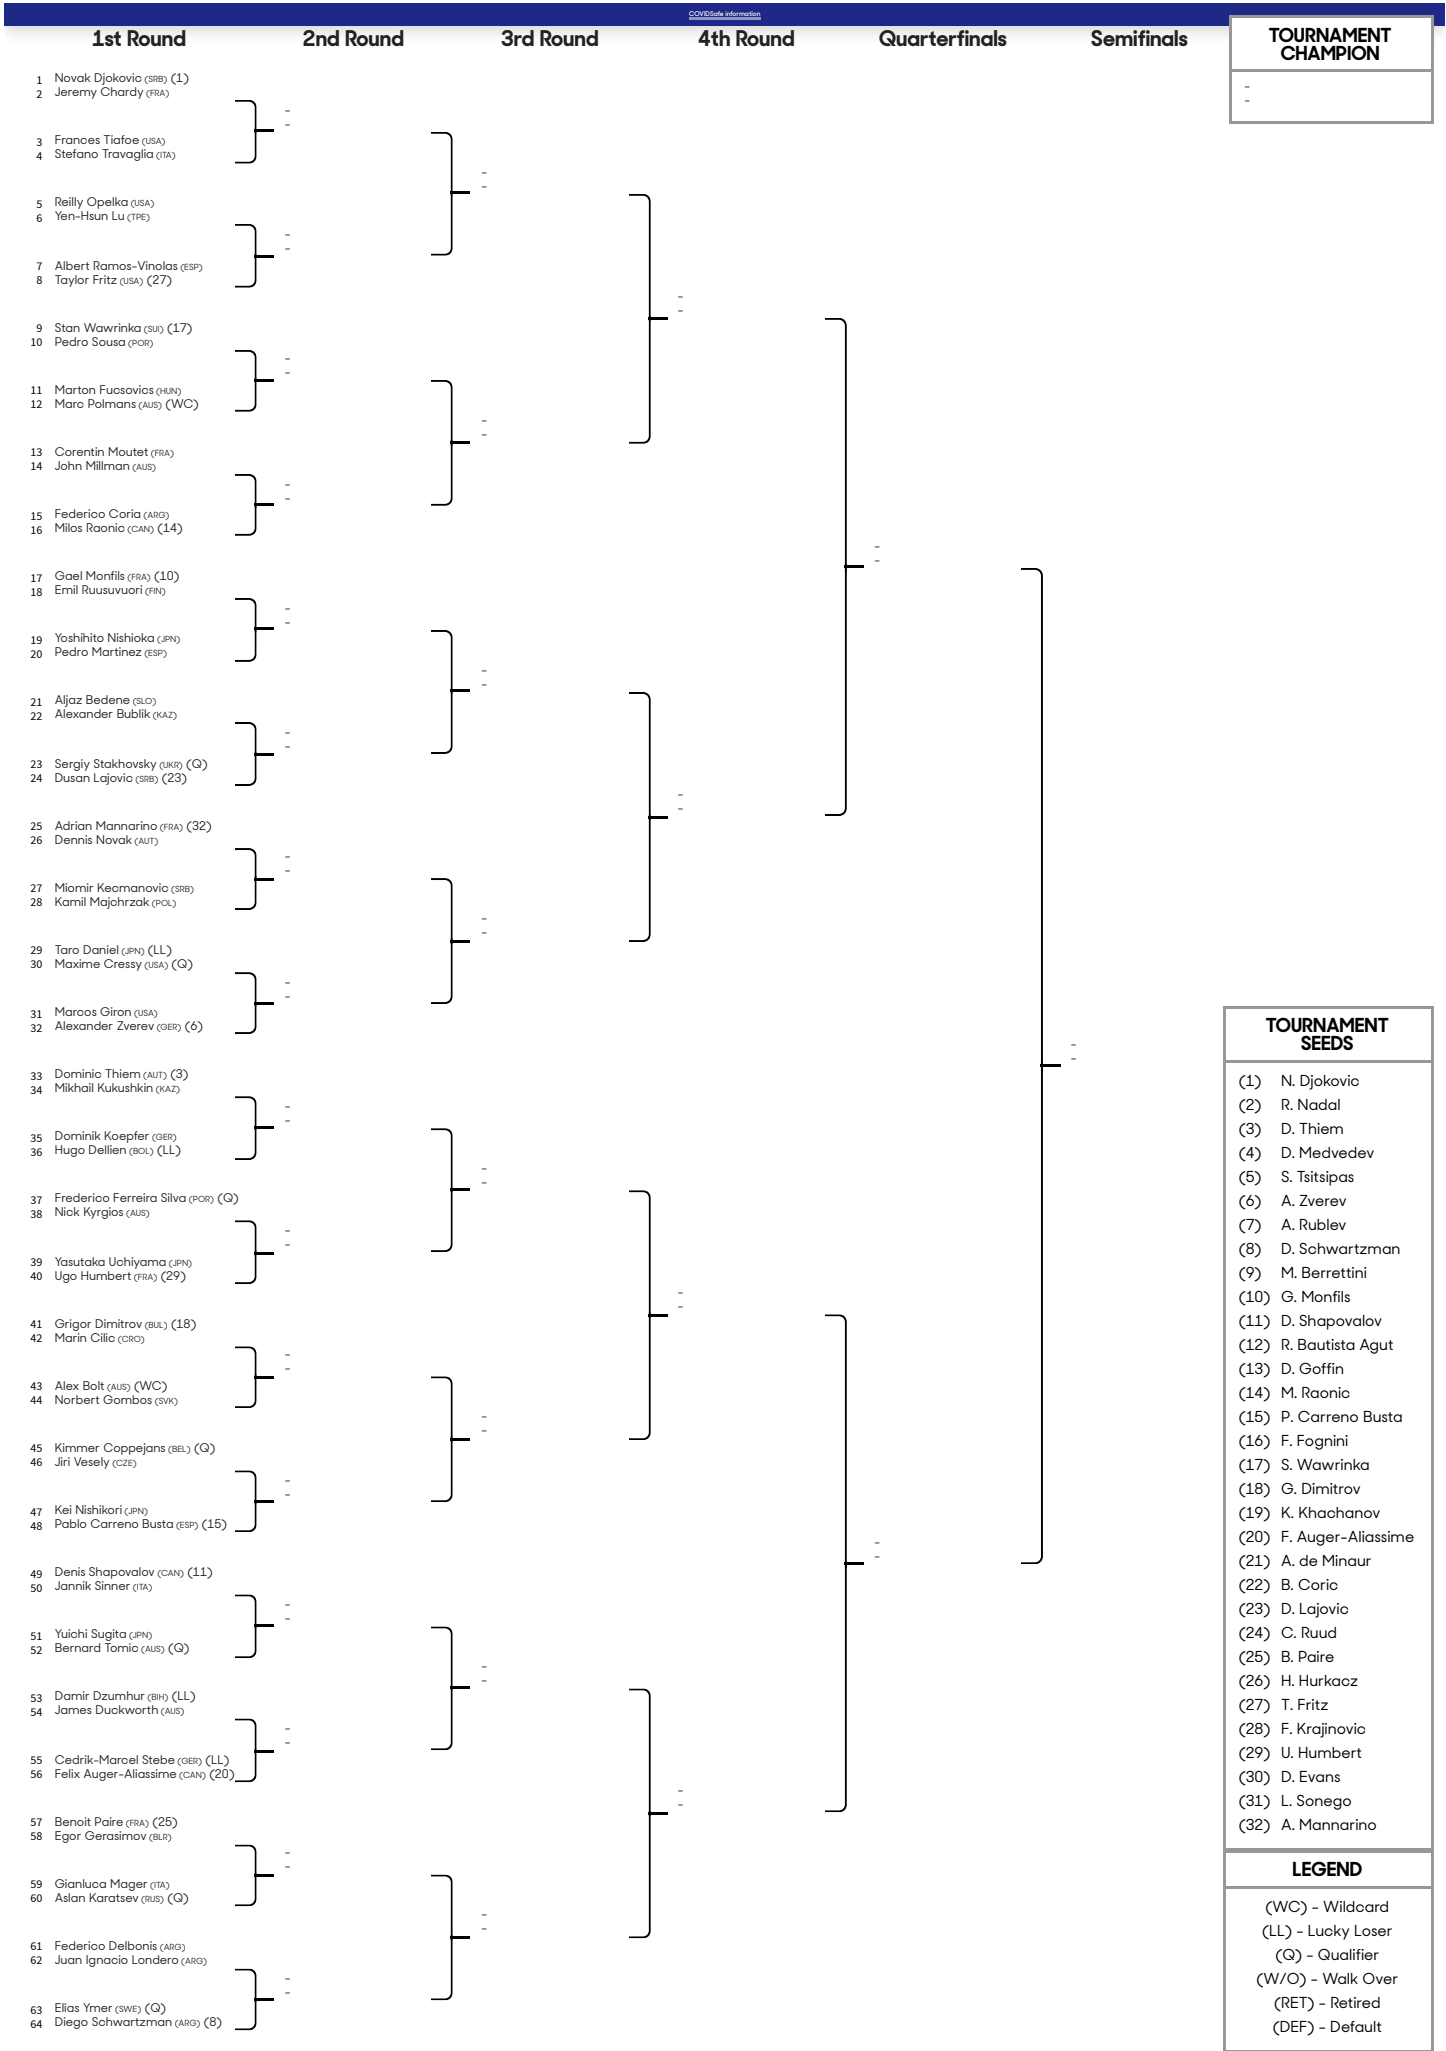 COVIDSafe information
1st Round 2nd Round 3rd Round 4th Round Quarterfinals Semifinals
TOURNAMENT
CHAMPION
-
-
1 Novak Djokovic (SRB) (1)
2 Jeremy Chardy (FRA)
3 Frances Tiafoe (USA)
4 Stefano Travaglia (ITA)
5 Reilly Opelka (USA)
6 Yen-Hsun Lu (TPE)
7 Albert Ramos-Vinolas (ESP)
8 Taylor Fritz (USA) (27)
9 Stan Wawrinka (SUI) (17)
10 Pedro Sousa (POR)
11 Marton Fucsovics (HUN)
12 Marc Polmans (AUS) (WC)
13 Corentin Moutet (FRA)
14 John Millman (AUS)
15 Federico Coria (ARG)
16 Milos Raonic (CAN) (14)
17 Gael Monfils (FRA) (10)
18 Emil Ruusuvuori (FIN)
19 Yoshihito Nishioka (JPN)
20 Pedro Martinez (ESP)
21 Aljaz Bedene (SLO)
22 Alexander Bublik (KAZ)
23 Sergiy Stakhovsky (UKR) (Q)
24 Dusan Lajovic (SRB) (23)
25 Adrian Mannarino (FRA) (32)
26 Dennis Novak (AUT)
27 Miomir Kecmanovic (SRB)
28 Kamil Majchrzak (POL)
29 Taro Daniel (JPN) (LL)
30 Maxime Cressy (USA) (Q)
31 Marcos Giron (USA)
32 Alexander Zverev (GER) (6)
33 Dominic Thiem (AUT) (3)
34 Mikhail Kukushkin (KAZ)
35 Dominik Koepfer (GER)
36 Hugo Dellien (BOL) (LL)
37 Frederico Ferreira Silva (POR) (Q)
38 Nick Kyrgios (AUS)
39 Yasutaka Uchiyama (JPN)
40 Ugo Humbert (FRA) (29)
41 Grigor Dimitrov (BUL) (18)
42 Marin Cilic (CRO)
43 Alex Bolt (AUS) (WC)
44 Norbert Gombos (SVK)
45 Kimmer Coppejans (BEL) (Q)
46 Jiri Vesely (CZE)
47 Kei Nishikori (JPN)
48 Pablo Carreno Busta (ESP) (15)
49 Denis Shapovalov (CAN) (11)
50 Jannik Sinner (ITA)
51 Yuichi Sugita (JPN)
52 Bernard Tomic (AUS) (Q)
53 Damir Dzumhur (BIH) (LL)
54 James Duckworth (AUS)
55 Cedrik-Marcel Stebe (GER) (LL)
56 Felix Auger-Aliassime (CAN) (20)
57 Benoit Paire (FRA) (25)
58 Egor Gerasimov (BLR)
59 Gianluca Mager (ITA)
60 Aslan Karatsev (RUS) (Q)
61 Federico Delbonis (ARG)
62 Juan Ignacio Londero (ARG)
63 Elias Ymer (SWE) (Q)
64 Diego Schwartzman (ARG) (8)
TOURNAMENT
SEEDS
(1) N. Djokovic
(2) R. Nadal
(3) D. Thiem
(4) D. Medvedev
(5) S. Tsitsipas
(6) A. Zverev
(7) A. Rublev
(8) D. Schwartzman
(9) M. Berrettini
(10) G. Monfils
(11) D. Shapovalov
(12) R. Bautista Agut
(13) D. Goffin
(14) M. Raonic
(15) P. Carreno Busta
(16) F. Fognini
(17) S. Wawrinka
(18) G. Dimitrov
(19) K. Khachanov
(20) F. Auger-Aliassime
(21) A. de Minaur
(22) B. Coric
(23) D. Lajovic
(24) C. Ruud
(25) B. Paire
(26) H. Hurkacz
(27) T. Fritz
(28) F. Krajinovic
(29) U. Humbert
(30) D. Evans
(31) L. Sonego
(32) A. Mannarino
LEGEND
(WC) - Wildcard
(LL) - Lucky Loser
(Q) - Qualifier
(W/O) - Walk Over
(RET) - Retired
(DEF) - Default